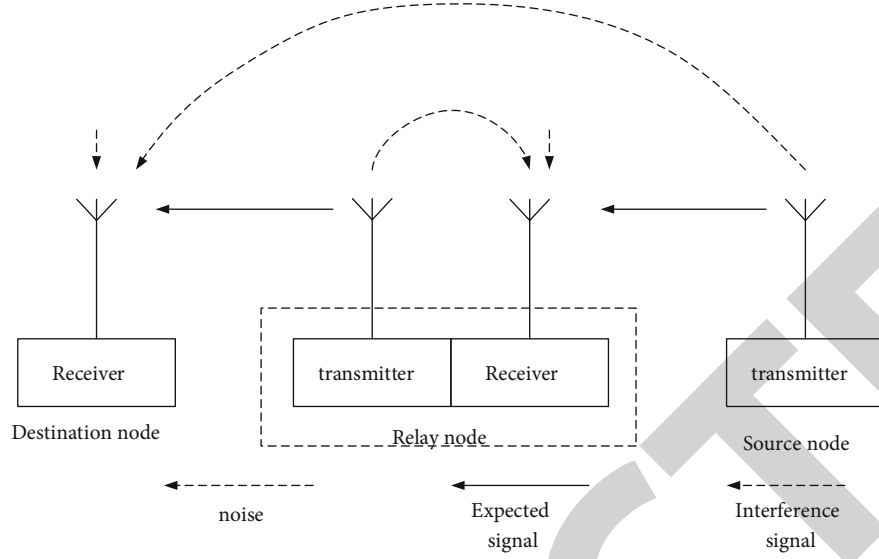 Receiver
transmitter
Receiver
transmitter
Destination node
Relay node
Source node
noise
Expected
signal
Interference
signal